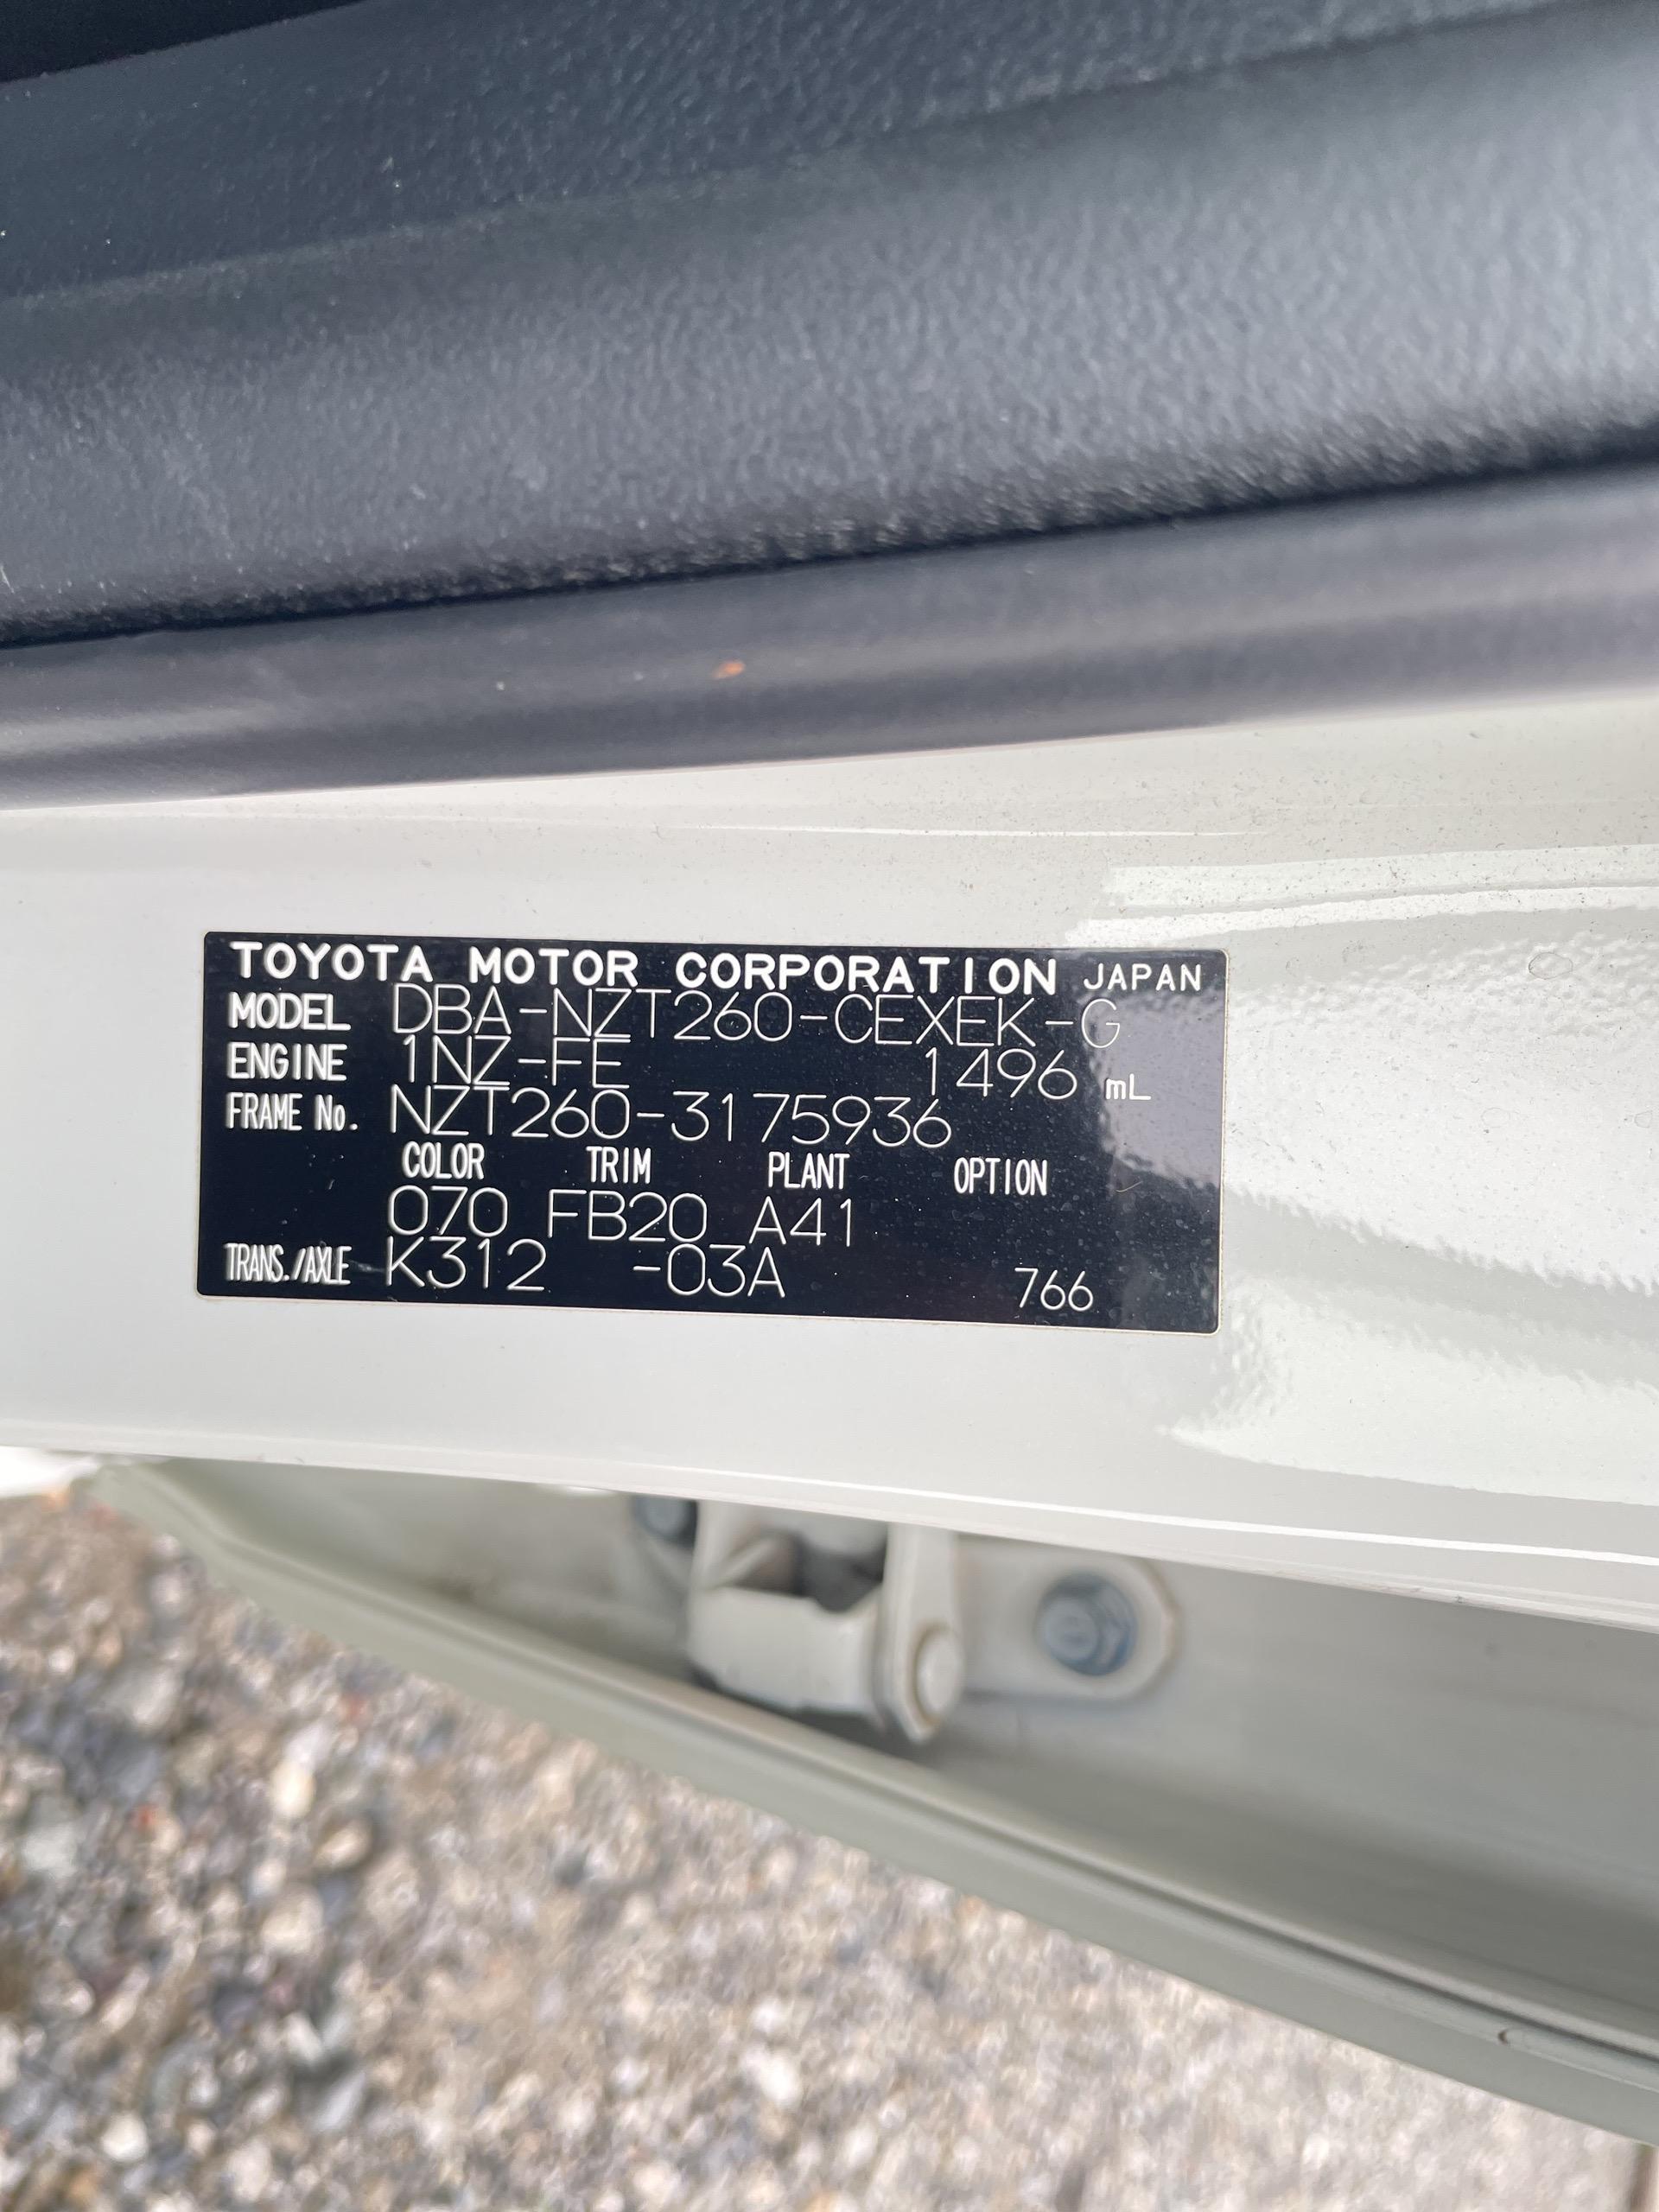 TOYOTA MOTOR CORPORATION JAPAN
MODEL DBA-NZT260-CEXEK-G
ENGINE 1NZ-FE 1496 mL
FRAME No. NZT260-3175936
COLOR TRIM PLANT OPTION
070 FB20 A41
TRANS./AXLE K312 -03A 766